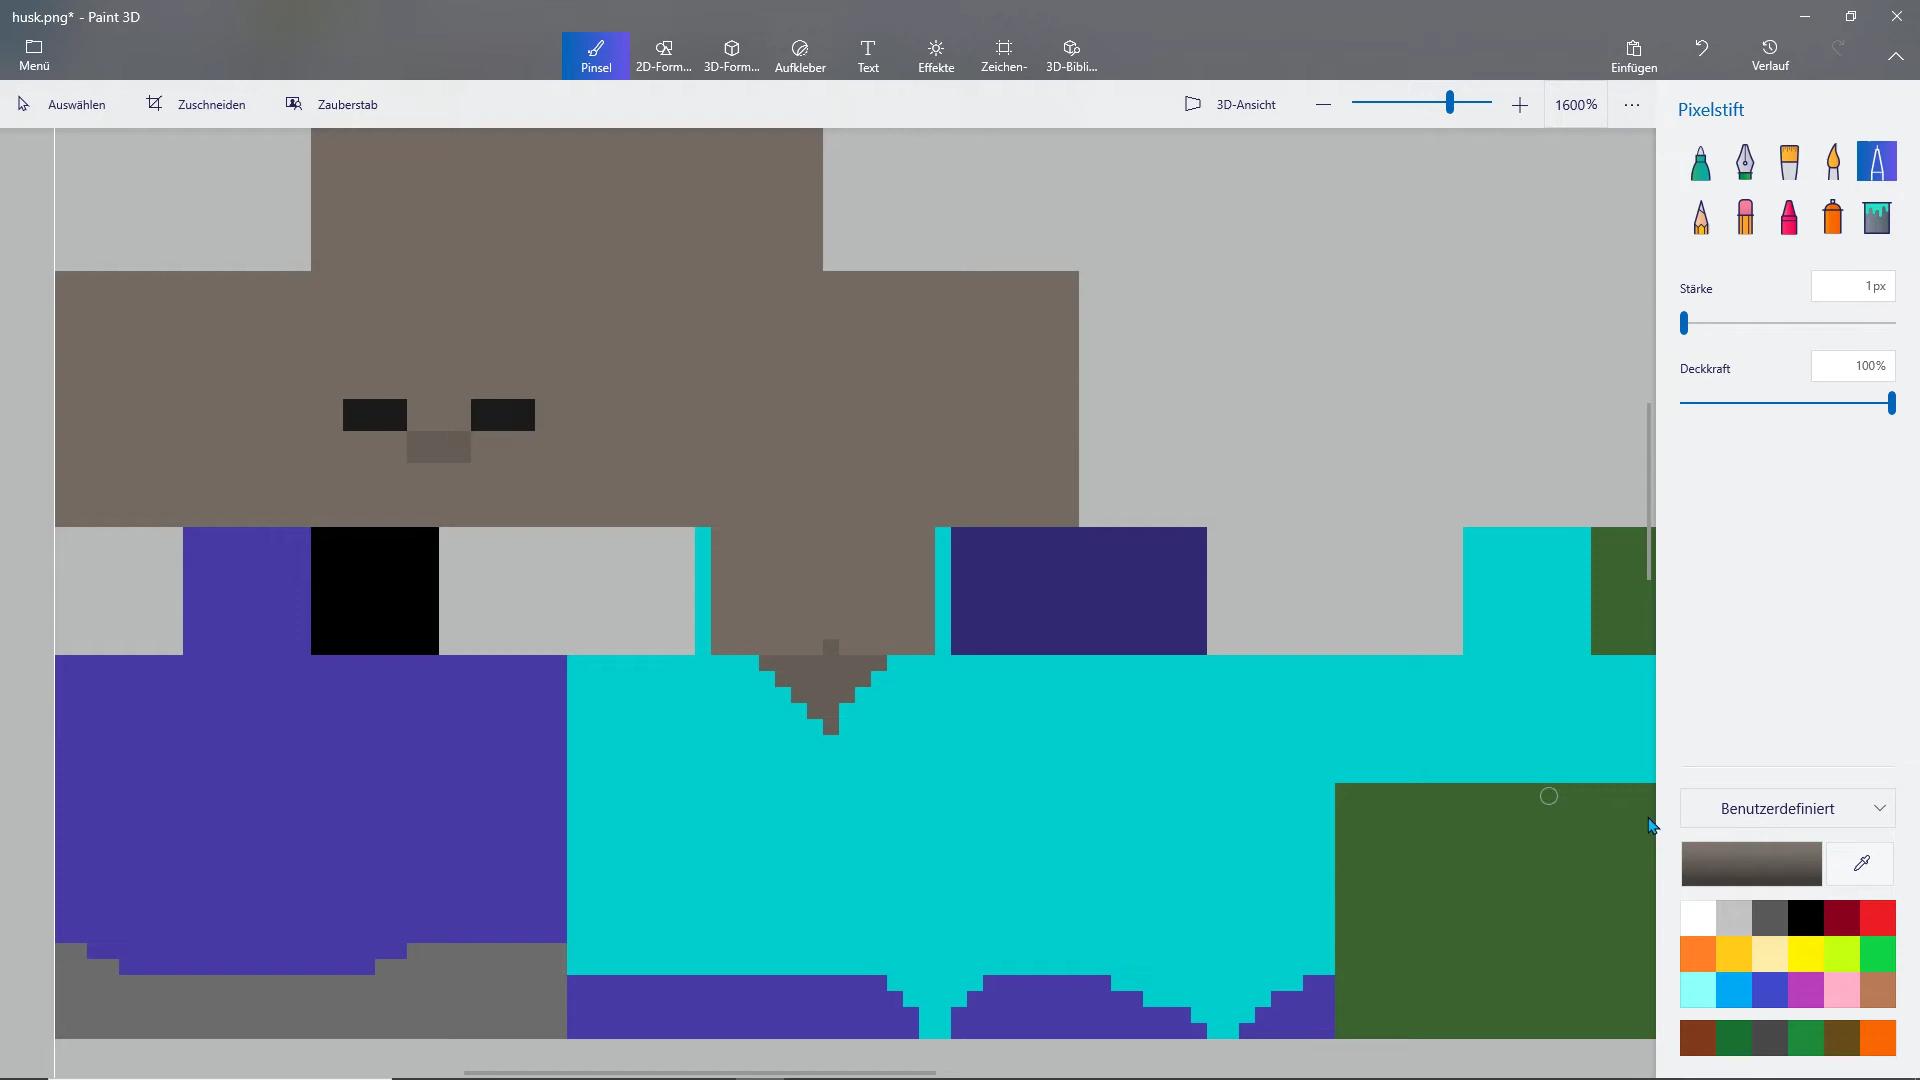 husk.png* - Paint 3D
Menü
Pinsel
2D-Form...
3D-Form...
Aufkleber
Text
Effekte
Zeichen-
3D-Bibli...
Einfügen
Verlauf
Auswählen
Zuschneiden
Zauberstab
3D-Ansicht
1600%
Pixelstift
Stärke
1px
Deckkraft
100%
Benutzerdefiniert